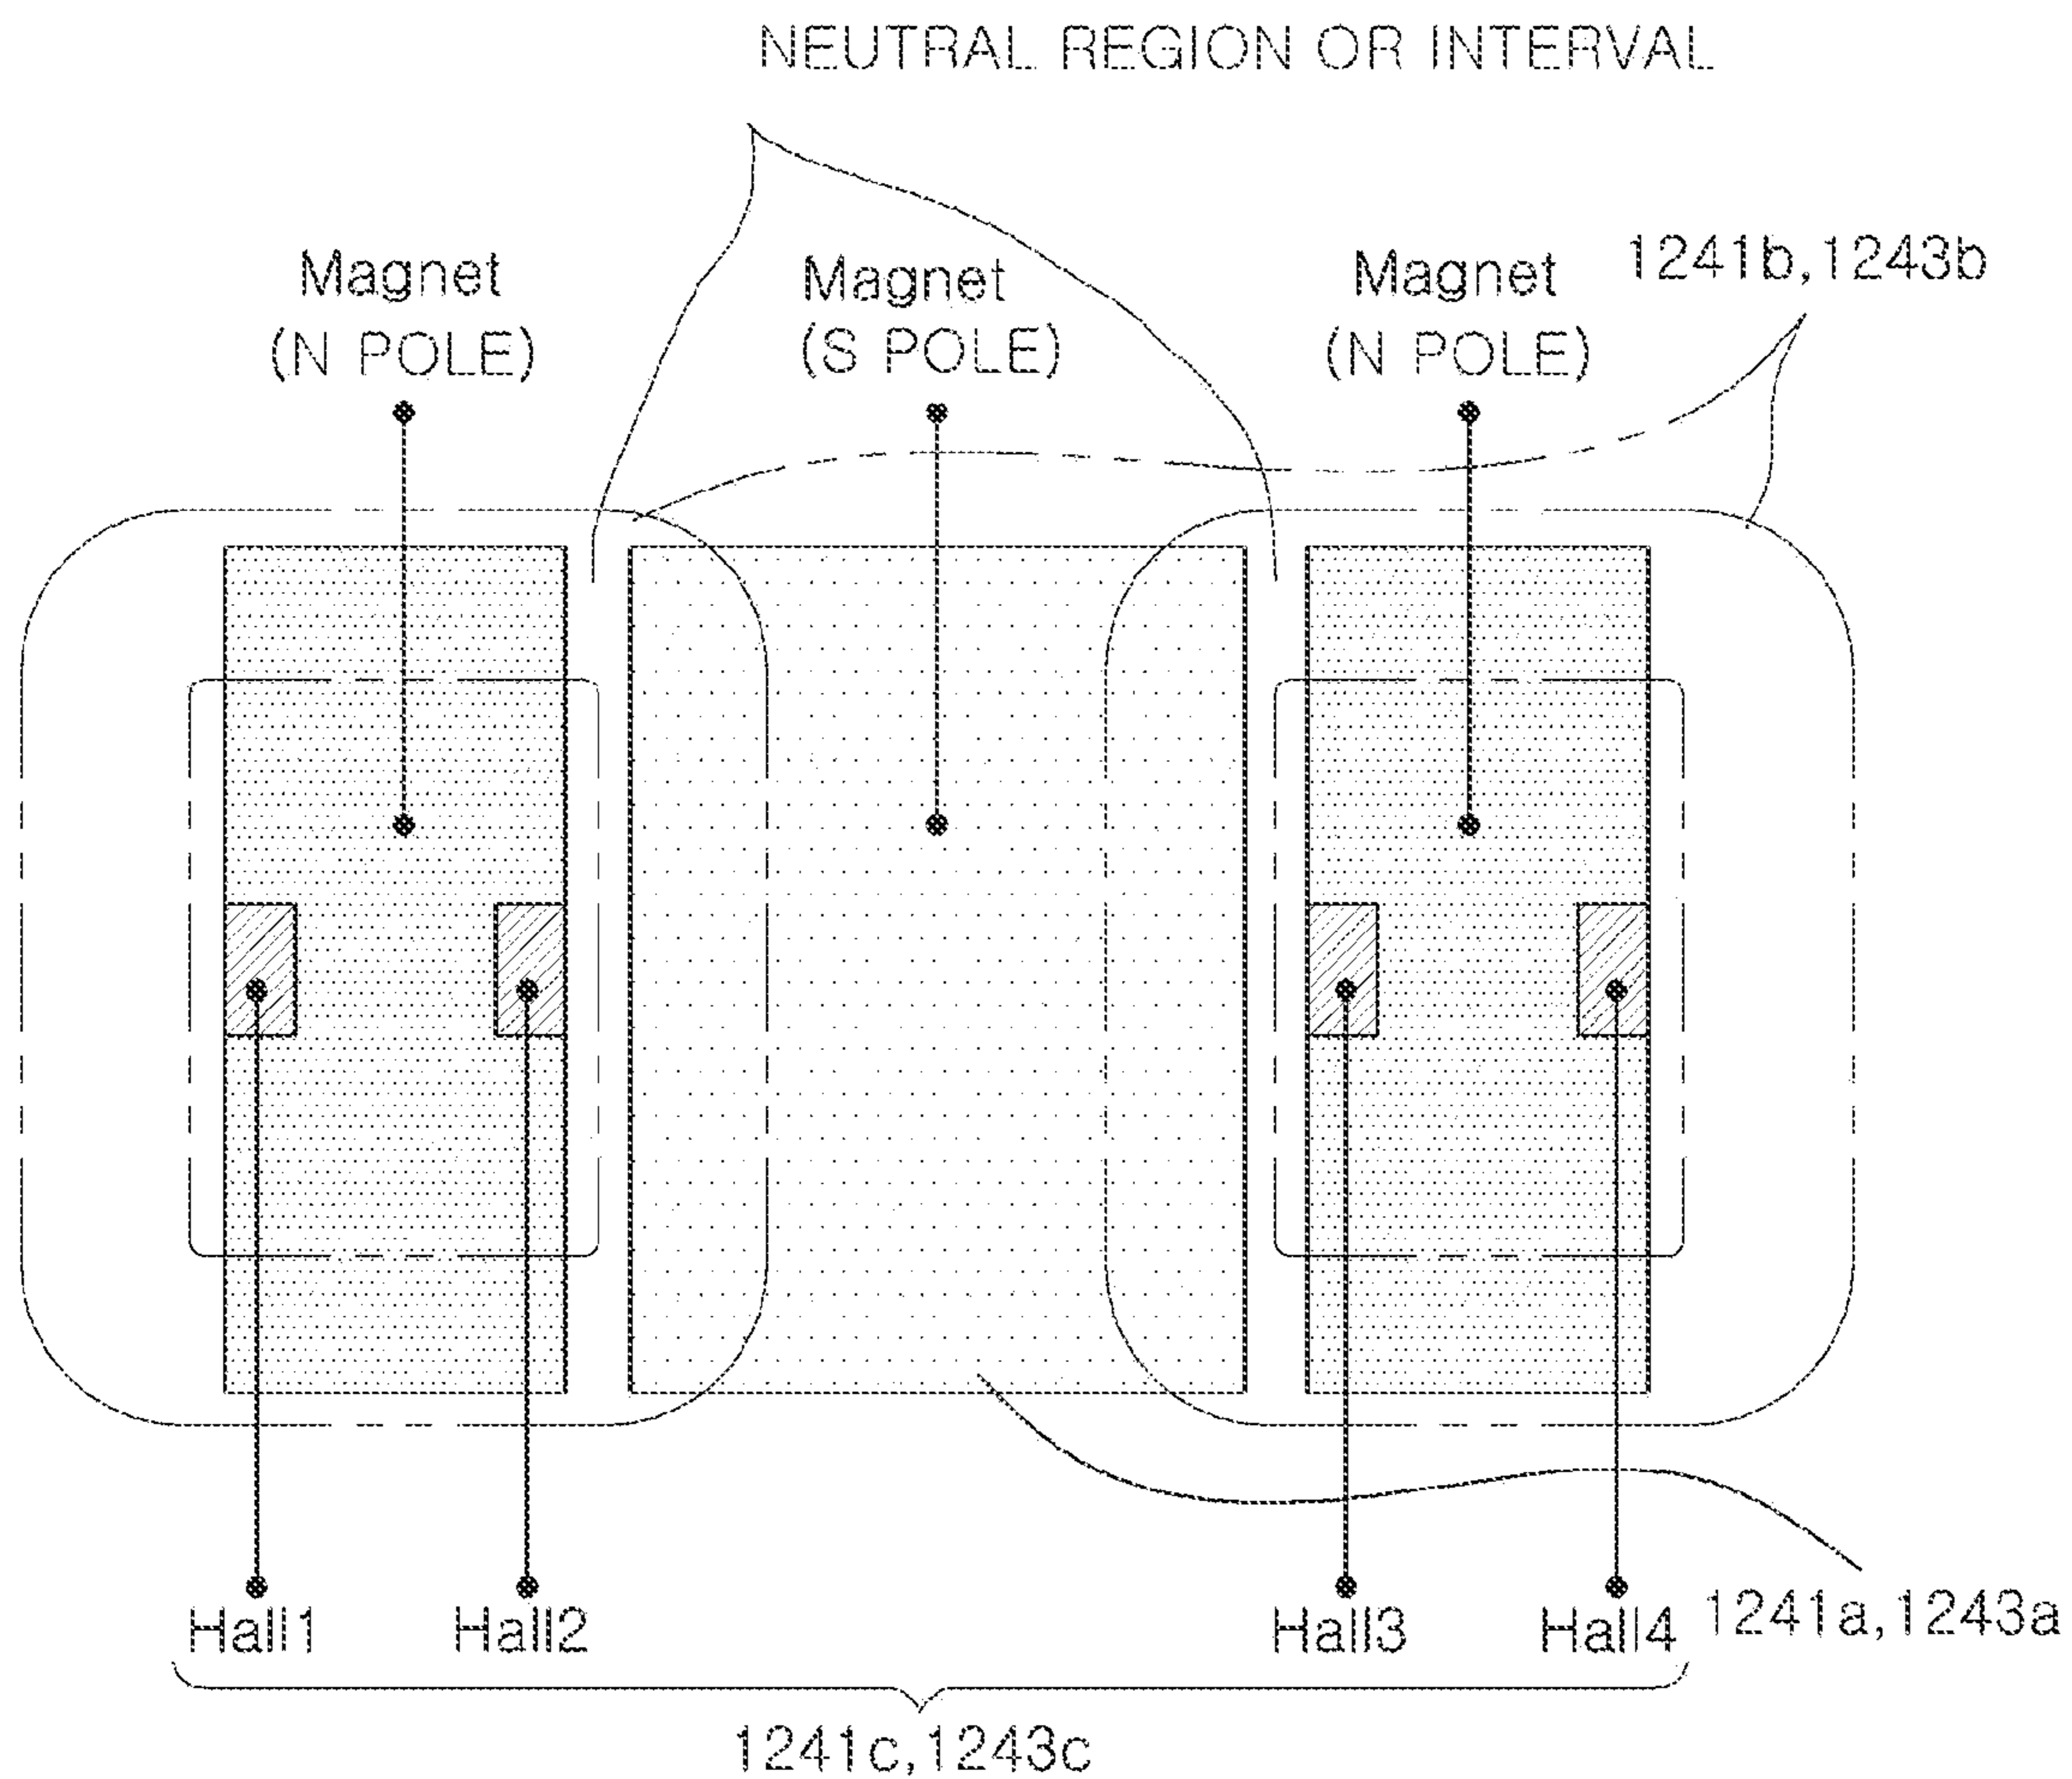 NEUTRAL REGION OR INTERVAL
1241b,1243b
Magnet
(N POLE)
Magnet
(S POLE)
Magnet
(N POLE)
Hall1
Hall2
Hall3
Hall4
1241a,1243a
1241c,1243c